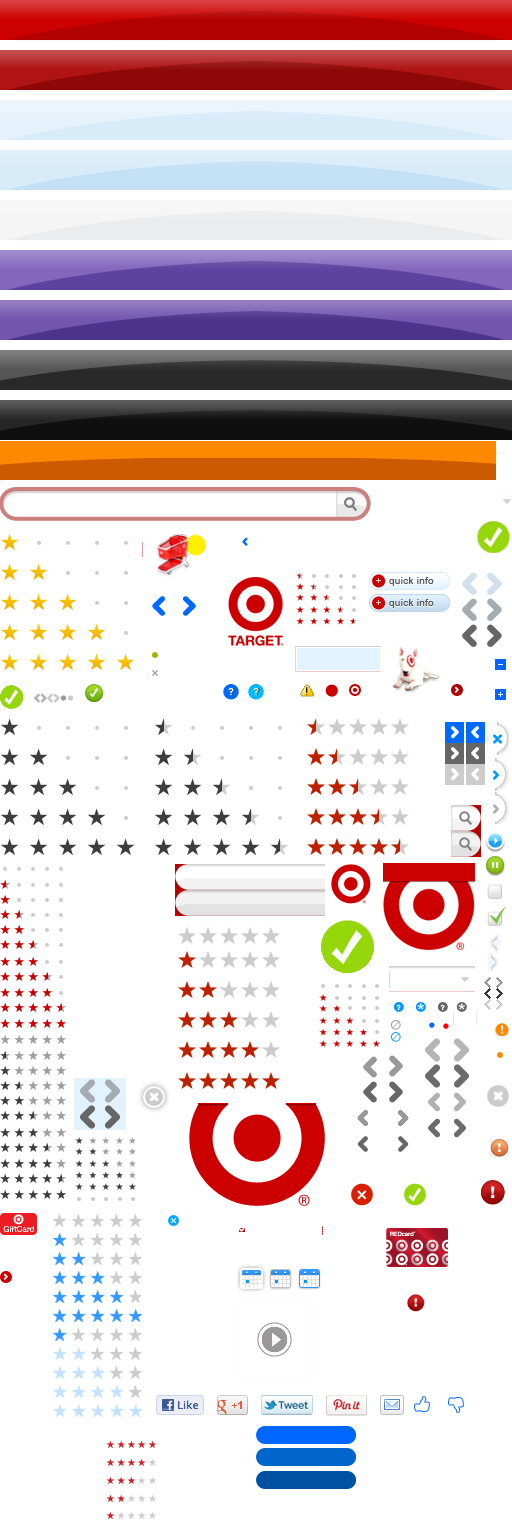 quick info
quick info
TARGET.
®
®
GiftCard
REDcard
Like
g +1
Tweet
Pin it